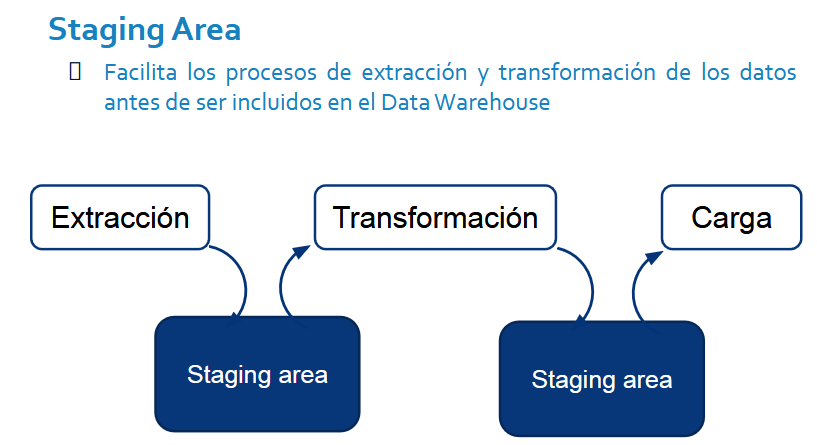 Staging Area
Facilita los procesos de extracción y transformación de los datos
antes de ser incluidos en el Data Warehouse
Extracción
Transformación
Carga
Staging area
Staging area